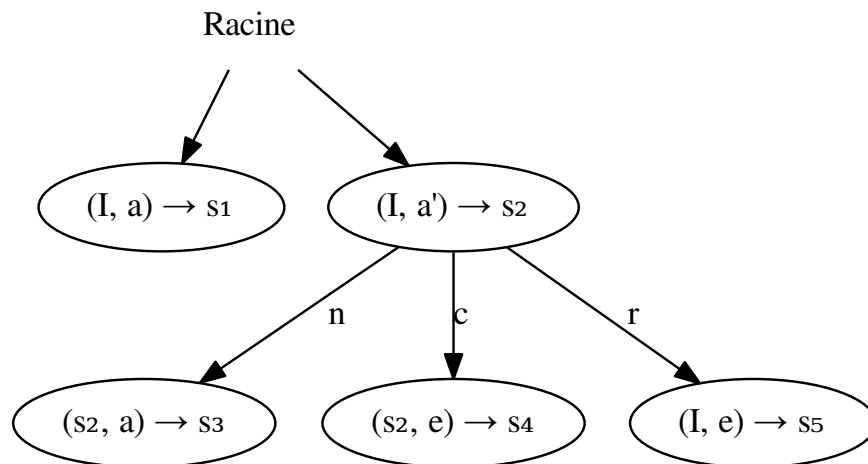 Racine
(I, a) → s₁
(I, a') → s₂
n
c
r
(s₂, a) → s₃
(s₂, e) → s₄
(I, e) → s₅